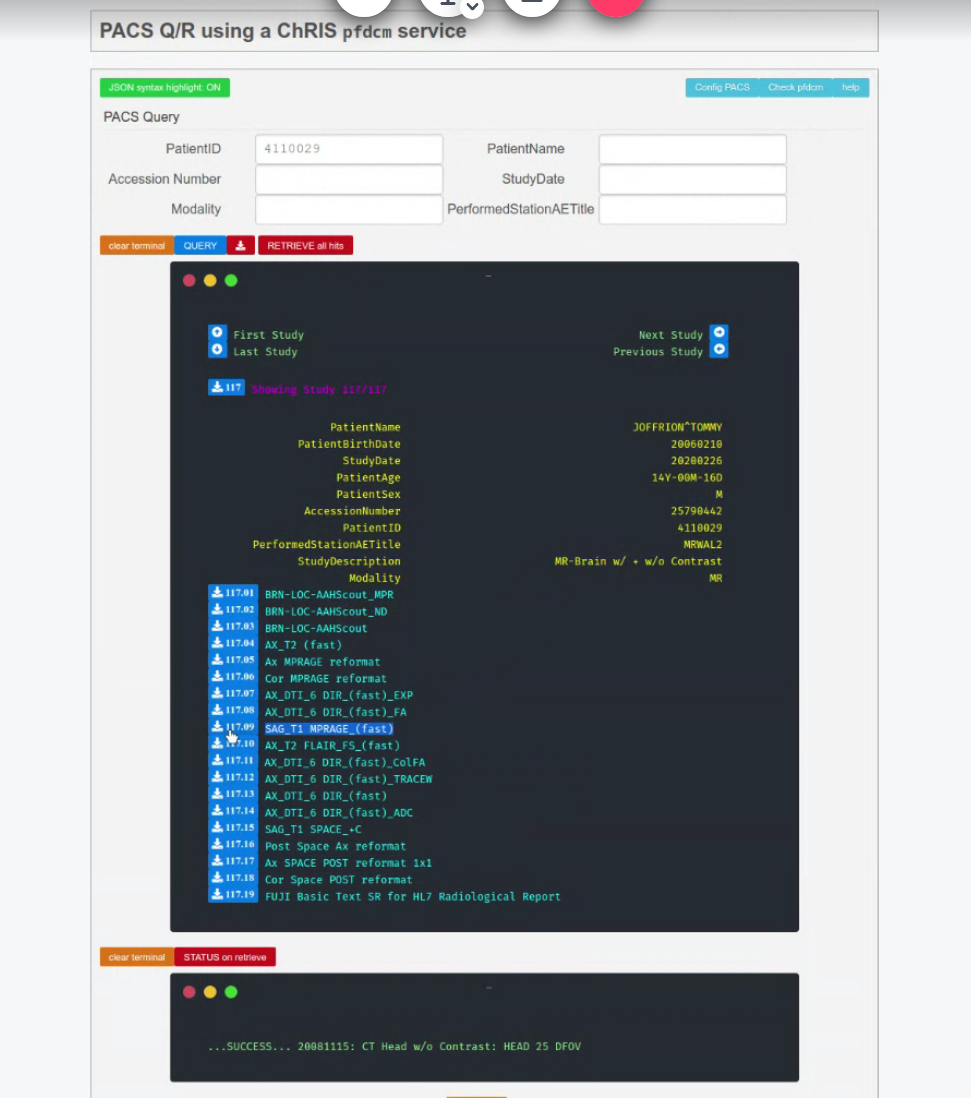 PACS Q/R using a ChRIS pfdcm service
JSON syntax highlight: ON
Config PACS
Check pfdcm
help
PACS Query
PatientID 4110029 PatientName
Accession Number StudyDate
Modality PerformedStationAETitle
clear terminal QUERY RETRIEVE all hits
First Study Next Study
Last Study Previous Study
117 Showing Study 117/117
PatientName JOFFRION^TOMMY
PatientBirthDate 20060210
StudyDate 20200226
PatientAge 14Y-00M-16D
PatientSex M
AccessionNumber 25790442
PatientID 4110029
PerformedStationAETitle MRWAL2
StudyDescription MR-Brain w/ + w/o Contrast
Modality MR
117.01 BRN-LOC-AAHScout_MPR
117.02 BRN-LOC-AAHScout_ND
117.03 BRN-LOC-AAHScout
117.04 AX_T2 (fast)
117.05 Ax MPRAGE reformat
117.06 Cor MPRAGE reformat
117.07 AX_DTI_6 DIR_(fast)_EXP
117.08 AX_DTI_6 DIR_(fast)_FA
117.09 SAG_T1 MPRAGE_(fast)
117.10 AX_T2 FLAIR_FS_(fast)
117.11 AX_DTI_6 DIR_(fast)_ColFA
117.12 AX_DTI_6 DIR_(fast)_TRACEW
117.13 AX_DTI_6 DIR_(fast)
117.14 AX_DTI_6 DIR_(fast)_ADC
117.15 SAG_T1 SPACE_+C
117.16 Post Space Ax reformat
117.17 Ax SPACE POST reformat 1x1
117.18 Cor Space POST reformat
117.19 FUJI Basic Text SR for HL7 Radiological Report
clear terminal STATUS on retrieve
...SUCCESS... 20081115: CT Head w/o Contrast: HEAD 25 DFOV